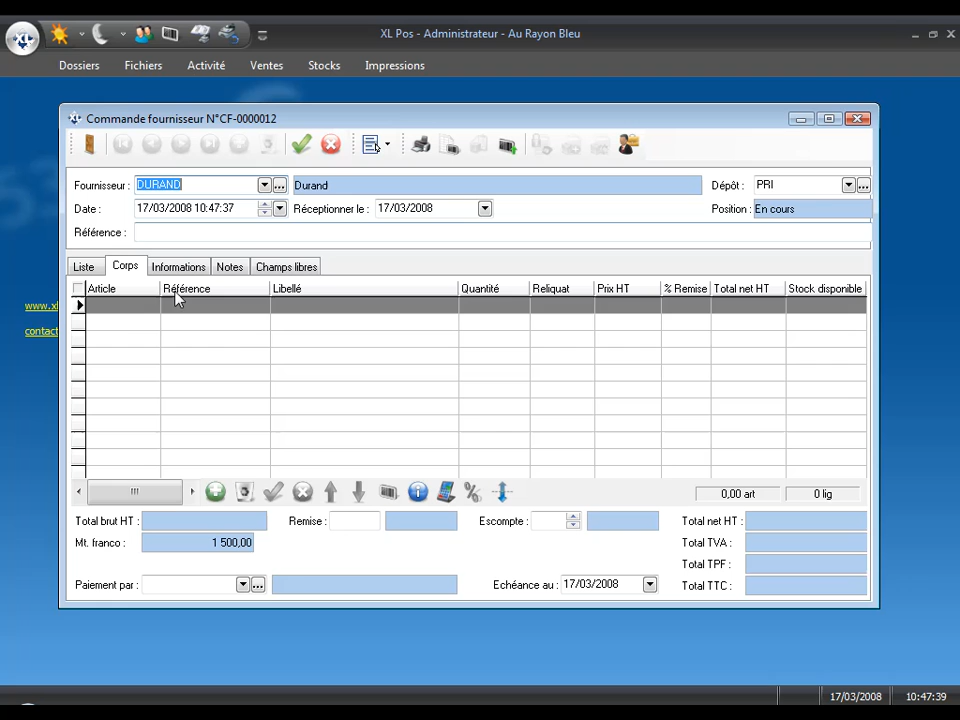 XL Pos - Administrateur - Au Rayon Bleu
Dossiers Fichiers Activité Ventes Stocks Impressions
Commande fournisseur N°CF-0000012
Fournisseur : DURAND Durand Dépôt : PRI
Date : 17/03/2008 10:47:37 Réceptionner le : 17/03/2008 Position : En cours
Référence :
Liste Corps Informations Notes Champs libres
Article Référence Libellé Quantité Reliquat Prix HT % Remise Total net HT Stock disponible
www.xl
contact
0,00 art 0 lig
Total brut HT : Remise : Escompte : Total net HT :
Mt. franco : 1 500,00 Total TVA :
Total TPF :
Paiement par : Echéance au : 17/03/2008 Total TTC :
17/03/2008 10:47:39